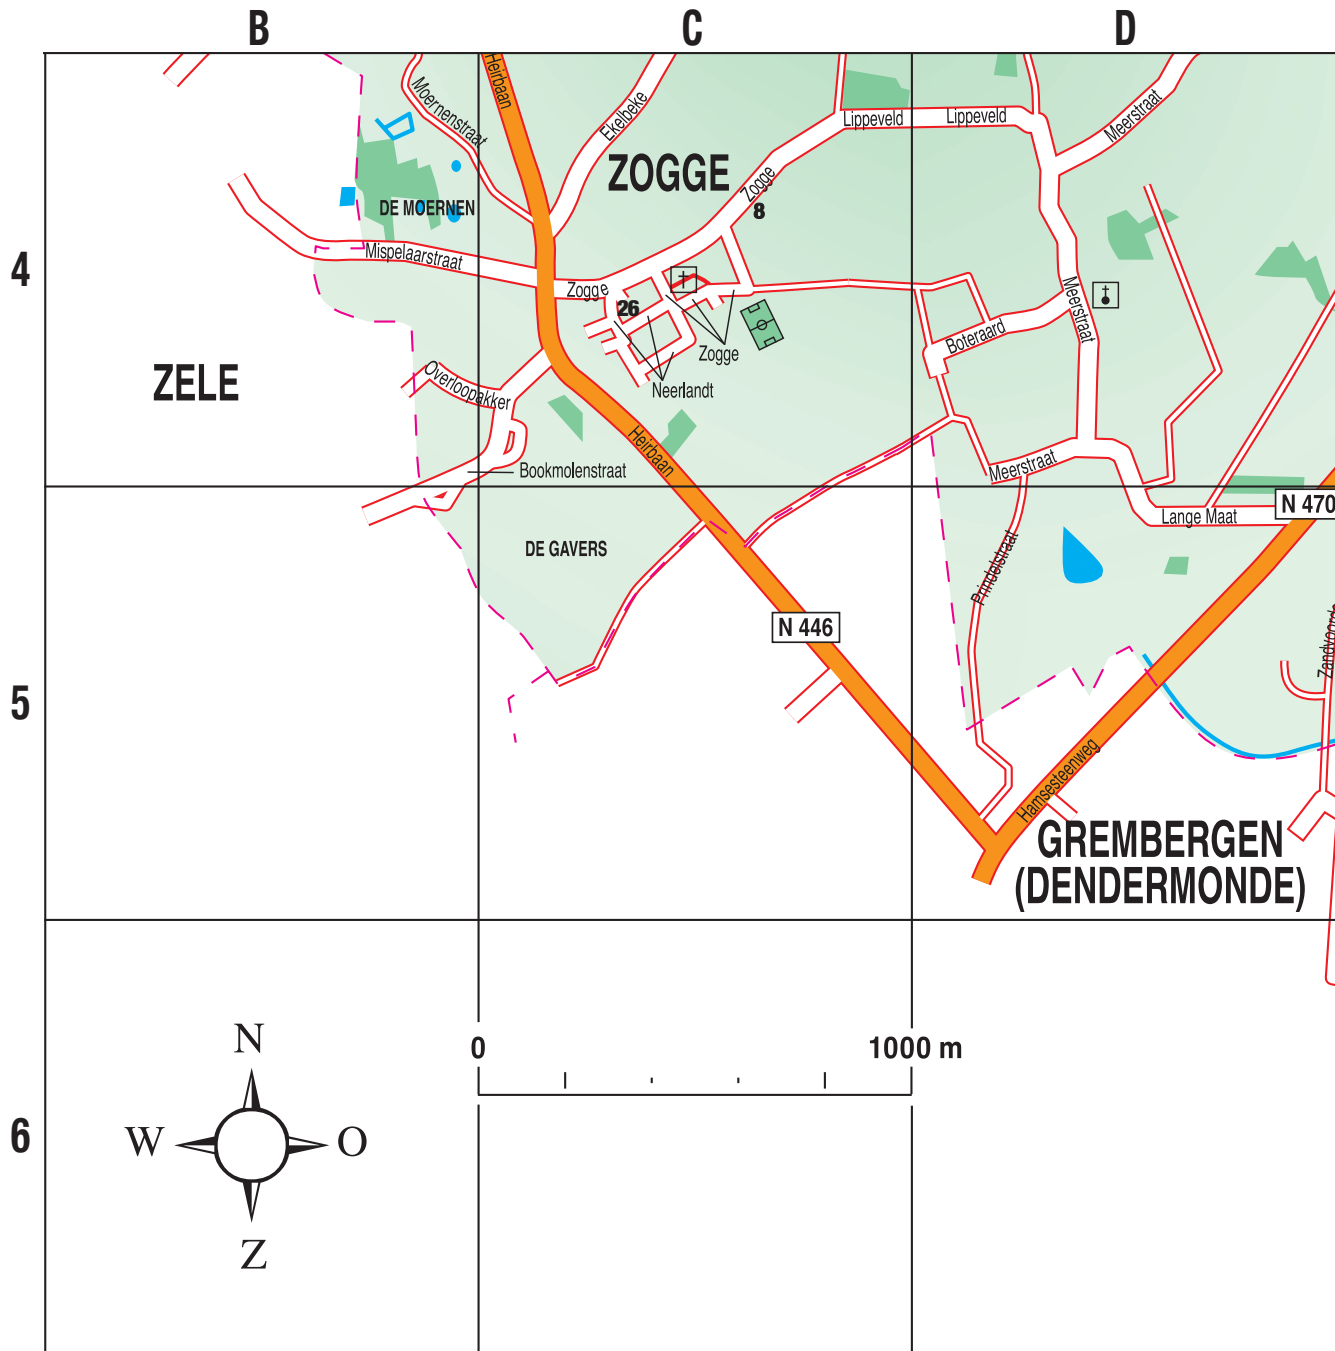 B
C
D
Heirbaan
Moernenstraat
Ekelbeke
Lippeveld
Lippeveld
Meerstraat
ZOGGE
Zogge
8
DE MOERNEN
4
Mispelaarstraat
Zogge
26
Meerstraat
Boteraard
Zogge
Neerlandt
ZELE
Overloopakker
Heirbaan
Meerstraat
Bookmolenstraat
N 470
Lange Maat
DE GAVERS
Prindelstraat
N 446
5
Hamsesteenweg
GREMBERGEN
(DENDERMONDE)
N
0
1000 m
6
W
O
Z